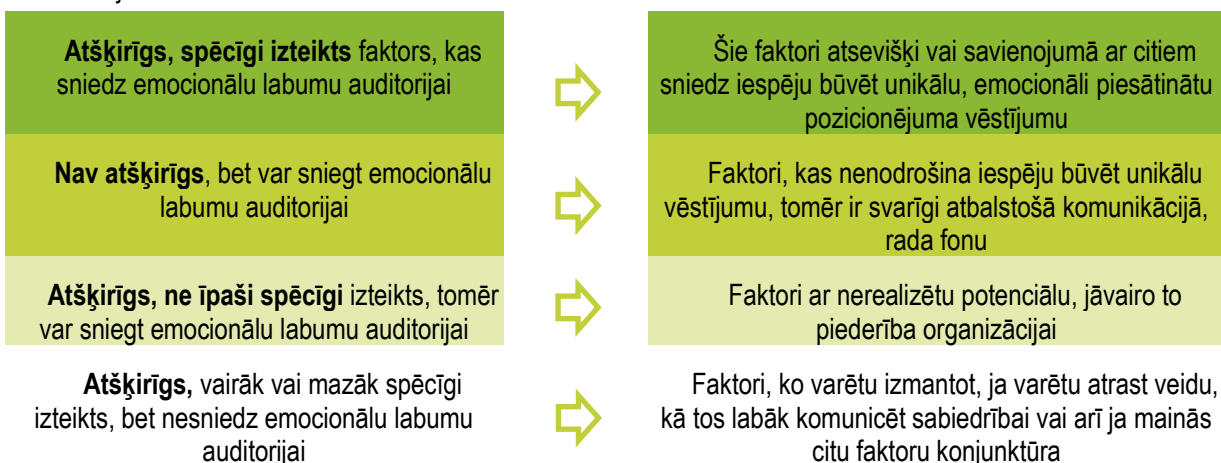 Atšķirīgs, spēcīgi izteikts faktors, kas
sniedz emocionālu labumu auditorijai
Šie faktori atsevišķi vai savienojumā ar citiem
sniedz iespēju būvēt unikālu, emocionāli piesātinātu
pozicionējuma vēstījumu
Nav atšķirīgs, bet var sniegt emocionālu
labumu auditorijai
Faktori, kas nenodrošina iespēju būvēt unikālu
vēstījumu, tomēr ir svarīgi atbalstošā komunikācijā,
rada fonu
Atšķirīgs, ne īpaši spēcīgi izteikts, tomēr
var sniegt emocionālu labumu auditorijai
Faktori ar nerealizētu potenciālu, jāvairo to
piederība organizācijai
Atšķirīgs, vairāk vai mazāk spēcīgi
izteikts, bet nesniedz emocionālu labumu
auditorijai
Faktori, ko varētu izmantot, ja varētu atrast veidu,
kā tos labāk komunicēt sabiedrībai vai arī ja mainās
citu faktoru konjunktūra